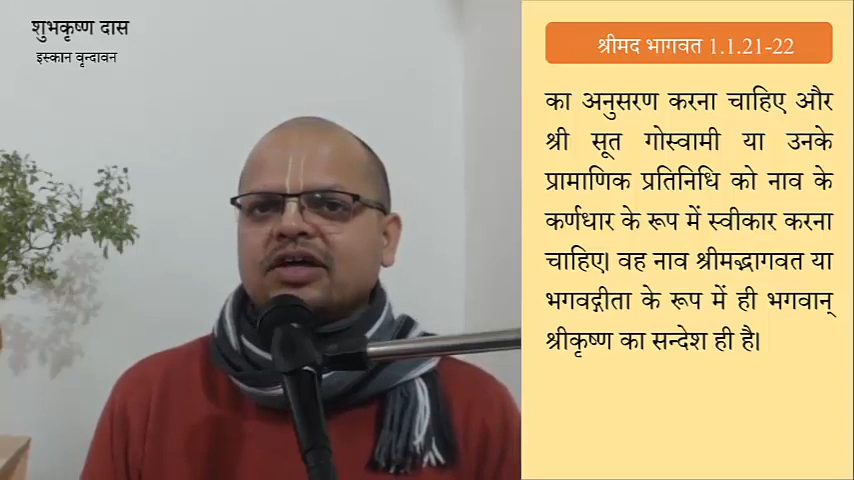 शुभकृष्ण दास
इस्कान वृन्दावन
श्रीमद भागवत 1.1.21-22
का अनुसरण करना चाहिए और
श्री सूत गोस्वामी या उनके
प्रामाणिक प्रतिनिधि को नाव के
कर्णधार के रूप में स्वीकार करना
चाहिए। वह नाव श्रीमद्भागवत या
भगवद्गीता के रूप में ही भगवान्
श्रीकृष्ण का सन्देश ही है।